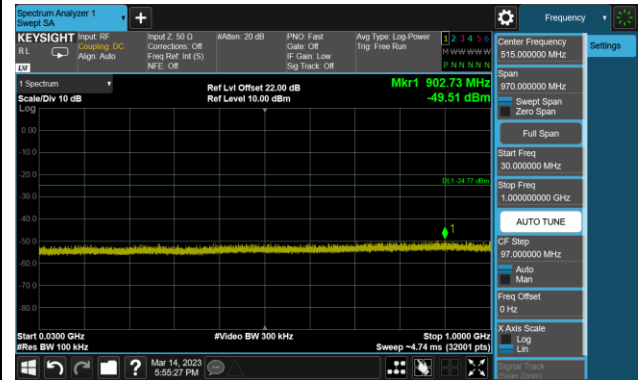 Spectrum Analyzer 1
Swept SA
Frequency
KEYSIGHT
RL
Input: RF
Coupling: DC
Align: Auto
Input Z: 50 Ω
Corrections: Off
Freq Ref: Int (S)
NFE: Off
#Atten: 20 dB
PNO: Fast
Gate: Off
IF Gain: Low
Sig Track: Off
Avg Type: Log-Power
Trig: Free Run
1 2 3 4 5 6
M W W W W W
P N N N N N
LXI
1 Spectrum
Scale/Div 10 dB
Ref Lvl Offset 22.00 dB
Ref Level 10.00 dBm
Mkr1 902.73 MHz
-49.51 dBm
Log
0.00
-10.0
-20.0
-30.0
-40.0
-50.0
-60.0
-70.0
-80.0
DL1 -24.77 dBm
1
Start 0.0300 GHz
#Res BW 100 kHz
#Video BW 300 kHz
Stop 1.0000 GHz
Sweep ~4.74 ms (32001 pts)
Mar 14, 2023
5:55:27 PM
?
Center Frequency
515.000000 MHz
Settings
Span
970.000000 MHz
Swept Span
Zero Span
Full Span
Start Freq
30.000000 MHz
Stop Freq
1.000000000 GHz
AUTO TUNE
CF Step
97.000000 MHz
Auto
Man
Freq Offset
0 Hz
X Axis Scale
Log
Lin
Signal Track
(Span Zoom)